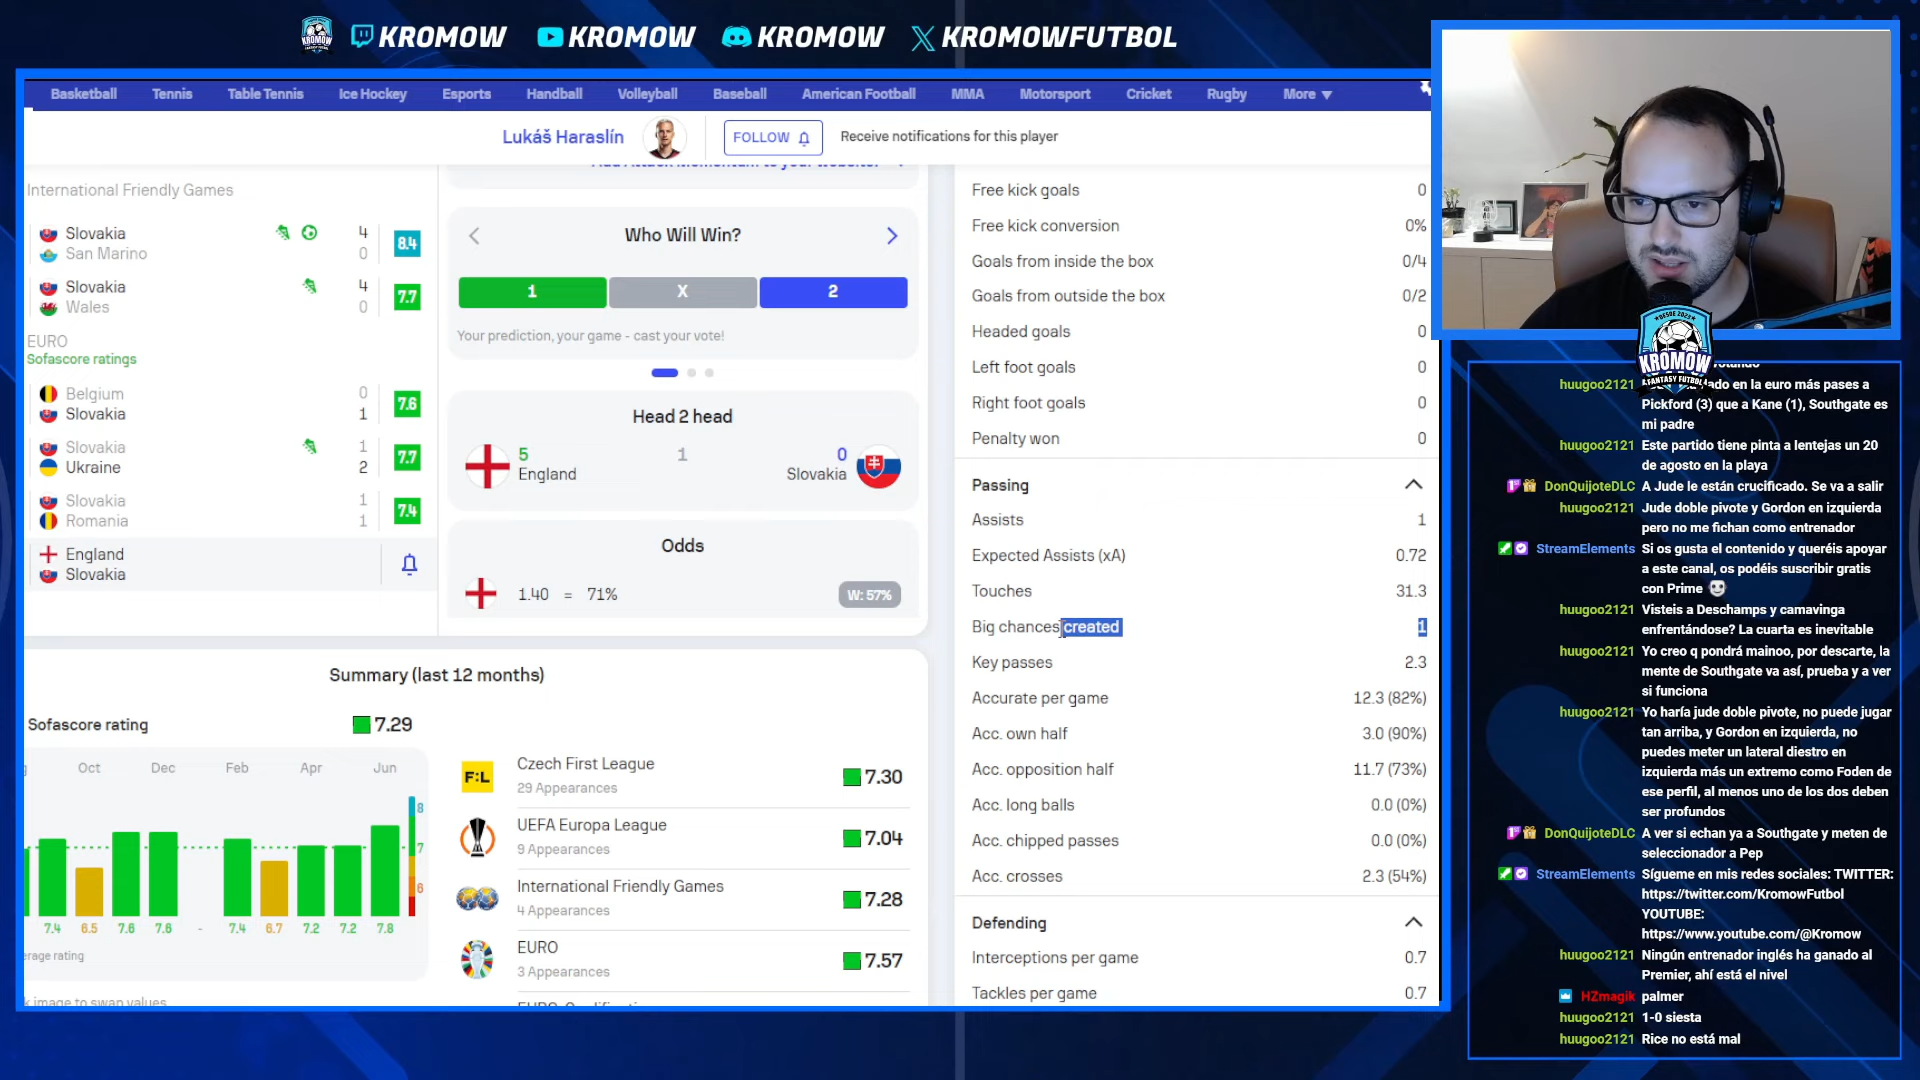 KROMOW
KROMOW
KROMOW
KROMOWFUTBOL
Basketball
Tennis
Table Tennis
Ice Hockey
Esports
Handball
Volleyball
Baseball
American Football
MMA
Motorsport
Cricket
Rugby
More
Lukáš Haraslín
FOLLOW
Receive notifications for this player
International Friendly Games
Slovakia 4
San Marino 0
8.4
Slovakia 4
Wales 0
7.7
EURO
Sofascore ratings
Belgium 0
Slovakia 1
7.6
Slovakia 1
Ukraine 2
7.7
Slovakia 1
Romania 1
7.4
England
Slovakia
Who Will Win?
1
X
2
Your prediction, your game - cast your vote!
Head 2 head
5
England
1
0
Slovakia
Odds
1.40 = 71%
W: 57%
Summary (last 12 months)
Sofascore rating
7.29
Oct
Dec
Feb
Apr
Jun
8
7
6
7.4
6.5
7.6
7.6
-
7.4
6.7
7.2
7.2
7.8
erage rating
k image to swap values
F:L
Czech First League
29 Appearances
7.30
UEFA Europa League
9 Appearances
7.04
International Friendly Games
4 Appearances
7.28
EURO
3 Appearances
7.57
Free kick goals 0
Free kick conversion 0%
Goals from inside the box 0/4
Goals from outside the box 0/2
Headed goals 0
Left foot goals 0
Right foot goals 0
Penalty won 0
Passing
Assists 1
Expected Assists (xA) 0.72
Touches 31.3
Big chances created 1
Key passes 2.3
Accurate per game 12.3 (82%)
Acc. own half 3.0 (90%)
Acc. opposition half 11.7 (73%)
Acc. long balls 0.0 (0%)
Acc. chipped passes 0.0 (0%)
Acc. crosses 2.3 (54%)
Defending
Interceptions per game 0.7
Tackles per game 0.7
DESDE 2023
KROMOW
FANTASY FUTBOL
huugoo2121 ado en la euro más pases a
Pickford (3) que a Kane (1), Southgate es
mi padre
huugoo2121 Este partido tiene pinta a lentejas un 20
de agosto en la playa
DonQuijoteDLC A Jude le están crucificado. Se va a salir
huugoo2121 Jude doble pivote y Gordon en izquierda
pero no me fichan como entrenador
StreamElements Si os gusta el contenido y queréis apoyar
a este canal, os podéis suscribir gratis
con Prime
huugoo2121 Visteis a Deschamps y camavinga
enfrentándose? La cuarta es inevitable
huugoo2121 Yo creo q pondrá mainoo, por descarte, la
mente de Southgate va así, prueba y a ver
si funciona
huugoo2121 Yo haría jude doble pivote, no puede jugar
tan arriba, y Gordon en izquierda, no
puedes meter un lateral diestro en
izquierda más un extremo como Foden de
ese perfil, al menos uno de los dos deben
ser profundos
DonQuijoteDLC A ver si echan ya a Southgate y meten de
seleccionador a Pep
StreamElements Sígueme en mis redes sociales: TWITTER:
https://twitter.com/KromowFutbol
YOUTUBE:
https://www.youtube.com/@Kromow
huugoo2121 Ningún entrenador inglés ha ganado al
Premier, ahí está el nivel
HZmagik palmer
huugoo2121 1-0 siesta
huugoo2121 Rice no está mal